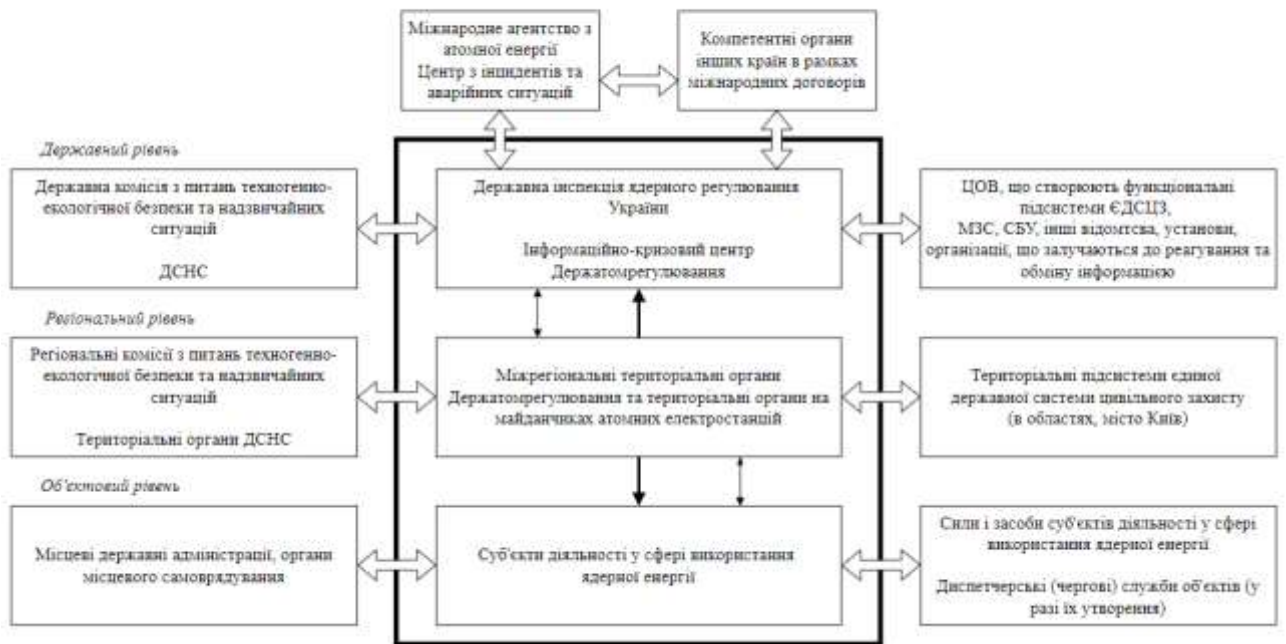 Міжнародне агентство з
атомної енергії
Центр з інцидентів та
аварійних ситуацій
Компетентні органи
інших країн в рамках
міжнародних договорів
Державний рівень
Державна комісія з питань техногенно-
екологічної безпеки та надзвичайних
ситуацій
ДСНС
Державна інспекція ядерного регулювання
України
Інформаційно-кризовий центр
Держатомрегулювання
ЦОВ, що створюють функціональні
підсистеми ЄДСЦЗ,
МЗС, СБУ, інші відомтсва, установи,
організації, що залучаються до реагування та
обміну інформацією
Регіональний рівень
Регіональні комісії з питань техногенно-
екологічної безпеки та надзвичайних
ситуацій
Територіальні органи ДСНС
Міжрегіональні територіальні органи
Держатомрегулювання та територіальні органи на
майданчиках атомних електростанцій
Територіальні підсистеми єдиної
державної системи цивільного захисту
(в областях, місто Київ)
Об'єктовий рівень
Місцеві державні адміністрації, органи
місцевого самоврядування
Суб'єкти діяльності у сфері використання
ядерної енергії
Сили і засоби суб'єктів діяльності у сфері
використання ядерної енергії
Диспетчерські (чергові) служби об'єктів (у
разі їх утворення)